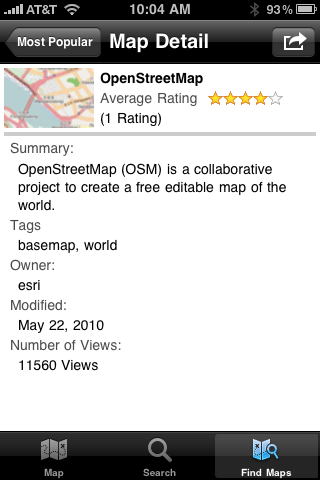 AT&T 10:04 AM 93%
Most Popular Map Detail
OpenStreetMap
Average Rating
(1 Rating)
Summary:
OpenStreetMap (OSM) is a collaborative
project to create a free editable map of the
world.
Tags
basemap, world
Owner:
esri
Modified:
May 22, 2010
Number of Views:
11560 Views
Map Search Find Maps